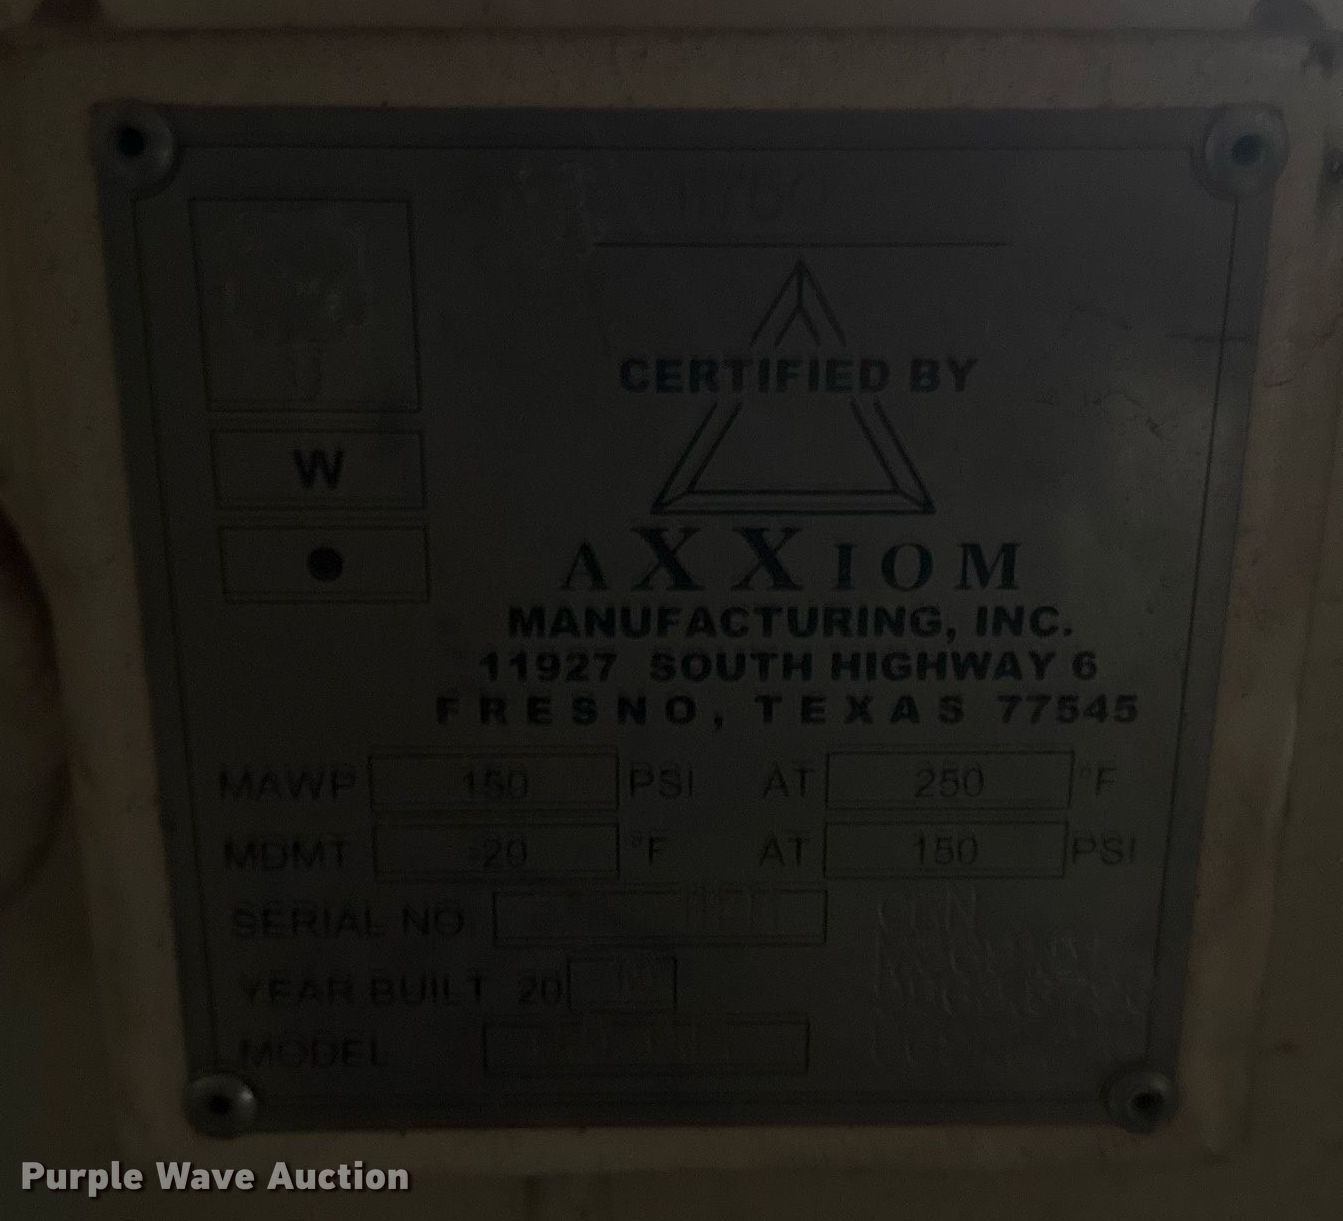 CERTIFIED BY
W
AXXIOM
MANUFACTURING, INC.
11927 SOUTH HIGHWAY 6
FRESNO, TEXAS 77545
MAWP 150 PSI AT 250 °F
MDMT -20 °F AT 150 PSI
SERIAL NO
YEAR BUILT 20
MODEL
Purple Wave Auction